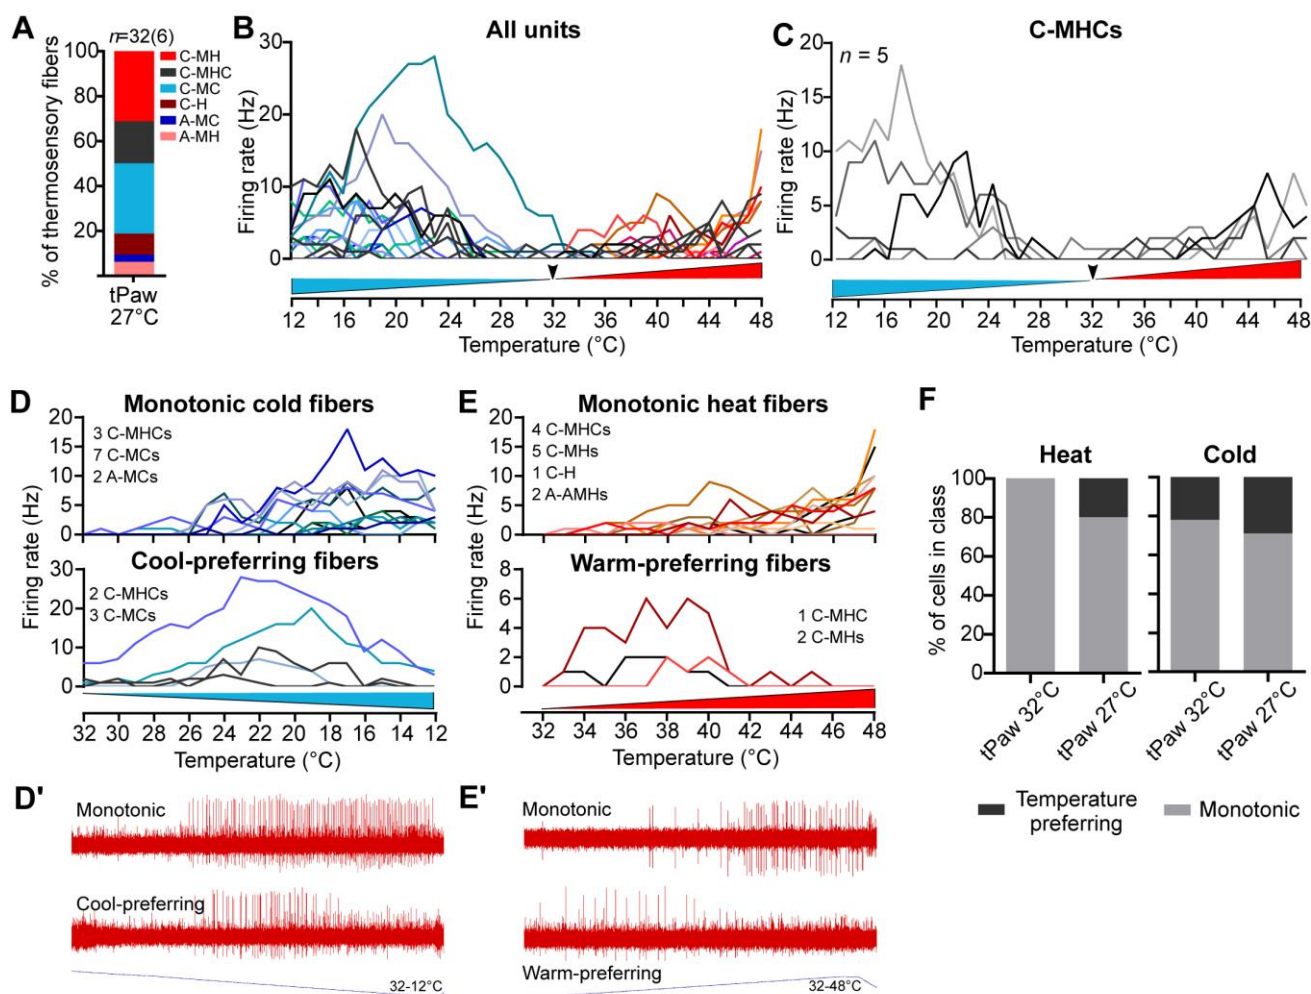 A
n=32(6)
% of thermosensory fibers
100
80
60
40
20
tPaw
27°C
C-MH
C-MHC
C-MC
C-H
A-MC
A-MH
B
All units
Firing rate (Hz)
30
20
10
0
12 16 20 24 28 32 36 40 44 48
Temperature (°C)
C
C-MHCs
n = 5
Firing rate (Hz)
20
15
10
5
0
12 16 20 24 28 32 36 40 44 48
Temperature (°C)
D
Monotonic cold fibers
3 C-MHCs
7 C-MCs
2 A-MCs
20
15
10
5
0
Firing rate (Hz)
Cool-preferring fibers
2 C-MHCs
3 C-MCs
30
20
10
0
32 30 28 26 24 22 20 18 16 14 12
Temperature (°C)
E
Monotonic heat fibers
4 C-MHCs
5 C-MHs
1 C-H
2 A-AMHs
20
15
10
5
0
Firing rate (Hz)
Warm-preferring fibers
1 C-MHC
2 C-MHs
8
6
4
2
0
32 34 36 38 40 42 44 46 48
Temperature (°C)
F
Heat
Cold
% of cells in class
100
80
60
40
20
0
tPaw 32°C
tPaw 27°C
tPaw 32°C
tPaw 27°C
Temperature
preferring
Monotonic
D'
Monotonic
Cool-preferring
32-12°C
E'
Monotonic
Warm-preferring
32-48°C